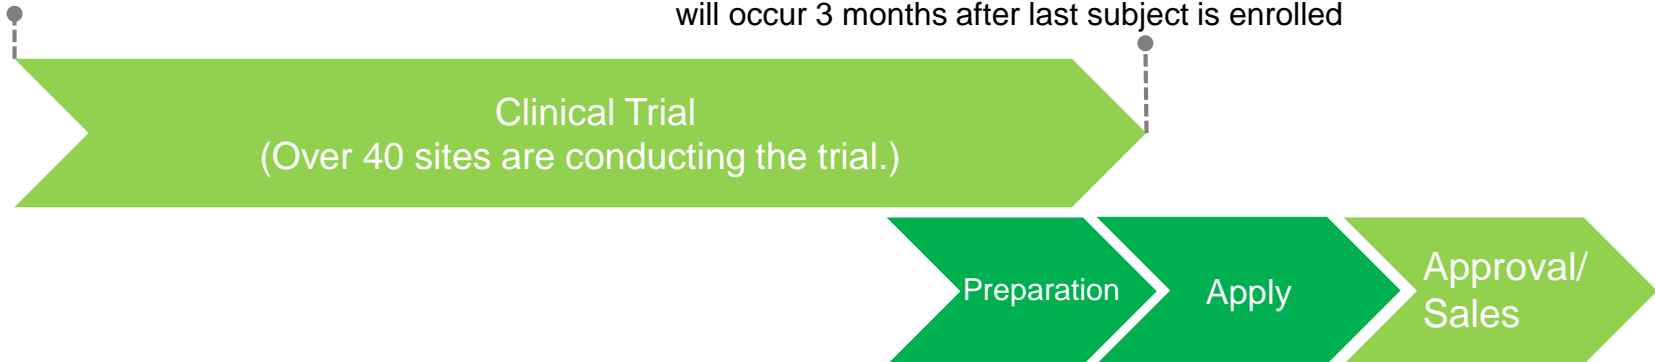 will occur 3 months after last subject is enrolled
Clinical Trial
(Over 40 sites are conducting the trial.)
Preparation
Apply
Approval/
Sales